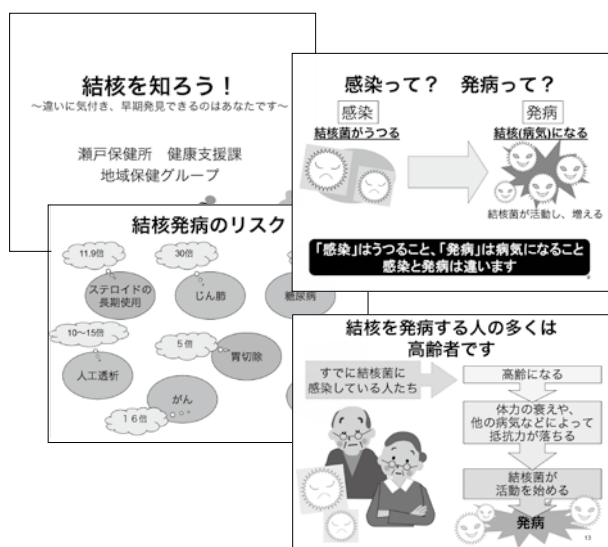 結核を知ろう！
〜違いに気付き、早期発見できるのはあなたです〜
瀬戸保健所　健康支援課
地域保健グループ
感染って？　発病って？
感染
結核菌がうつる
発病
結核(病気)になる
結核菌が活動し、増える
「感染」はうつること、「発病」は病気になること
感染と発病は違います
結核発病のリスク
11.9倍
ステロイドの
長期使用
30倍
じん肺
糖尿病
10〜15倍
人工透析
5倍
胃切除
がん
16倍
結核を発病する人の多くは
高齢者です
すでに結核菌に
感染している人たち
高齢になる
体力の衰えや、
他の病気などによって
抵抗力が落ちる
結核菌が
活動を始める
発病
13